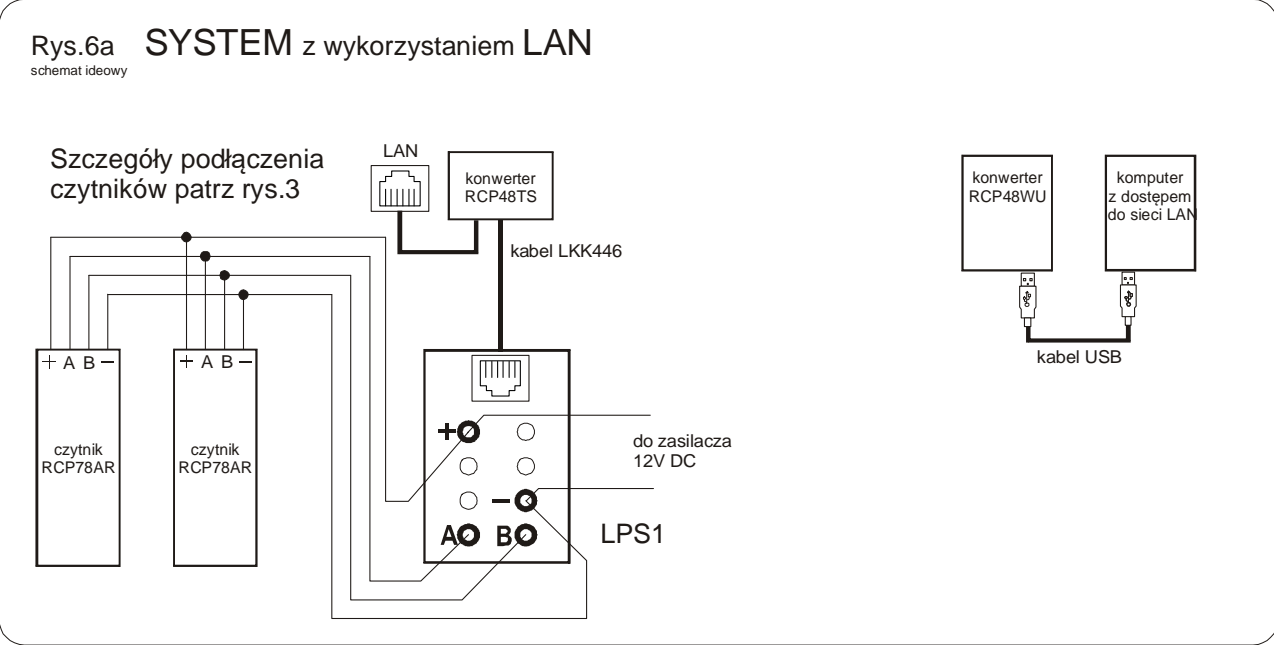 Rys.6a SYSTEM z wykorzystaniem LAN
schemat ideowy
Szczegóły podłączenia
czytników patrz rys.3
LAN
konwerter
RCP48TS
kabel LKK446
+ A B −
czytnik
RCP78AR
+ A B −
czytnik
RCP78AR
+
−
A B
do zasilacza
12V DC
LPS1
konwerter
RCP48WU
komputer
z dostępem
do sieci LAN
kabel USB